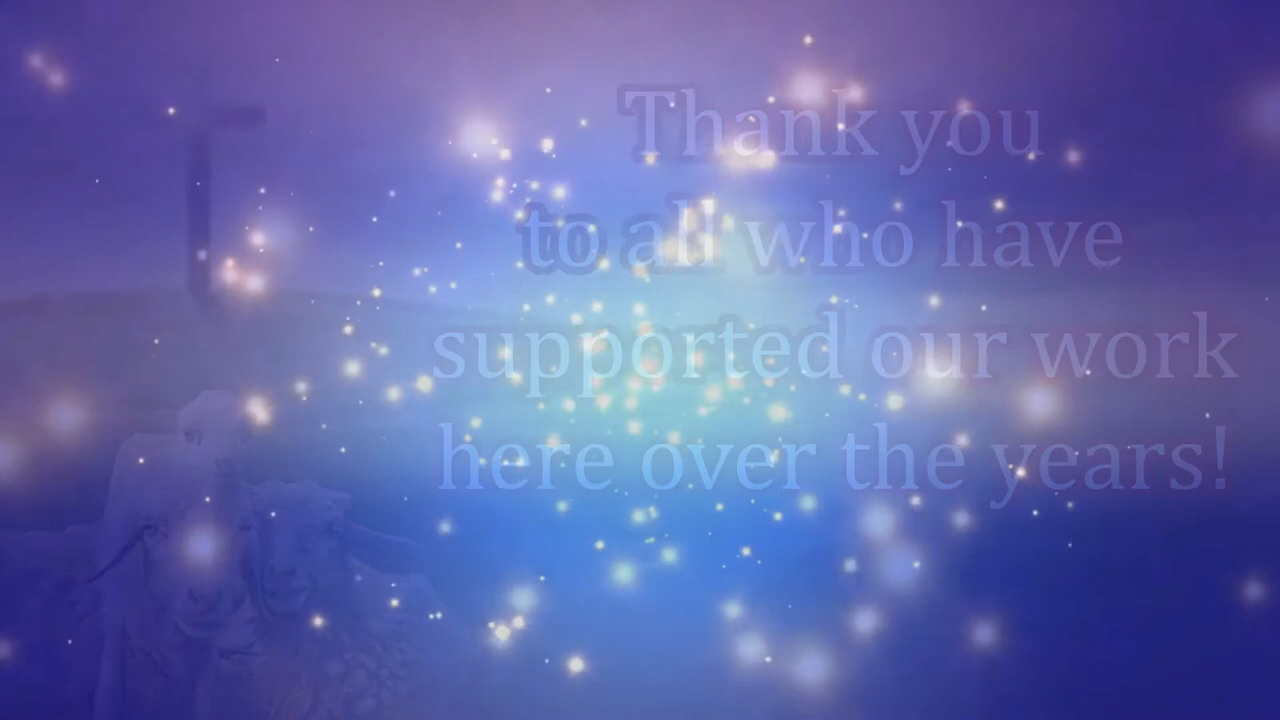 Thank you
to all who have
supported our work
here over the years!